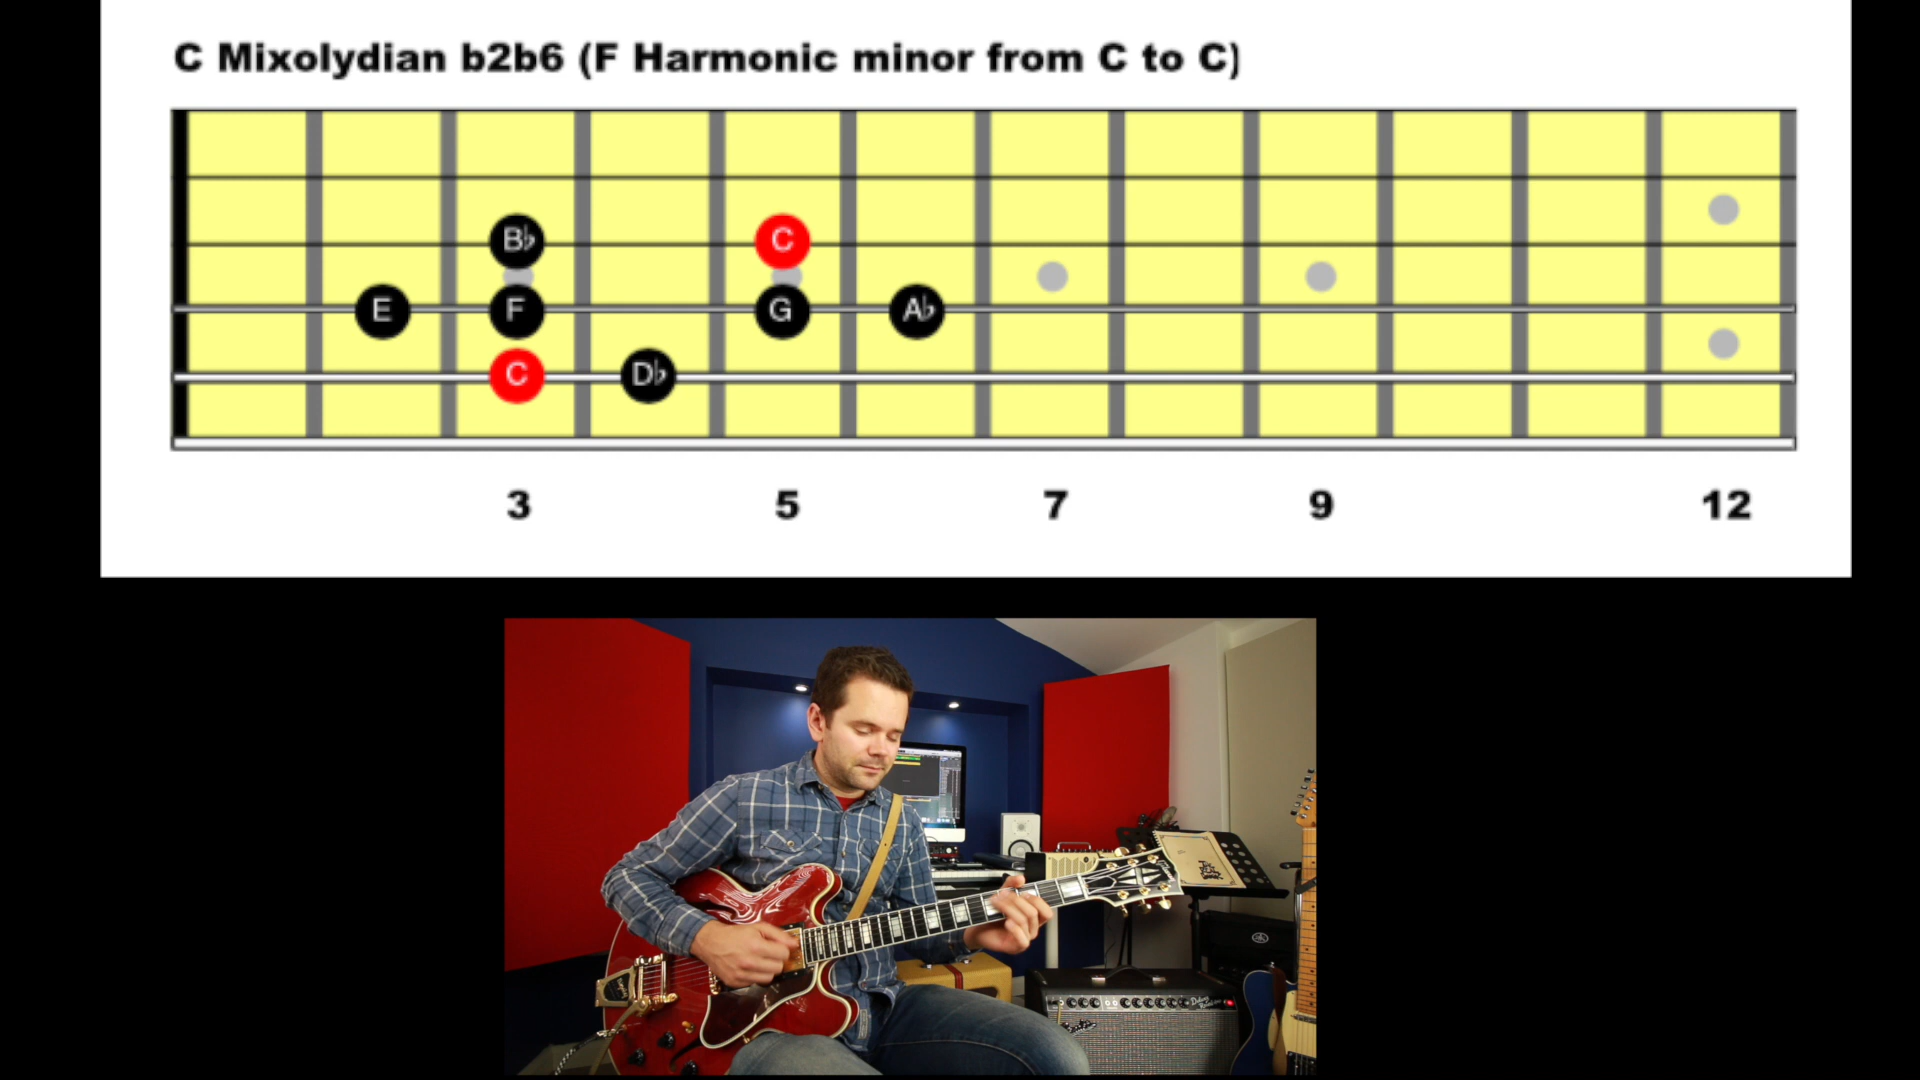 C Mixolydian b2b6 (F Harmonic minor from C to C)
B♭ C
E F G A♭
C D♭
3 5 7 9 12